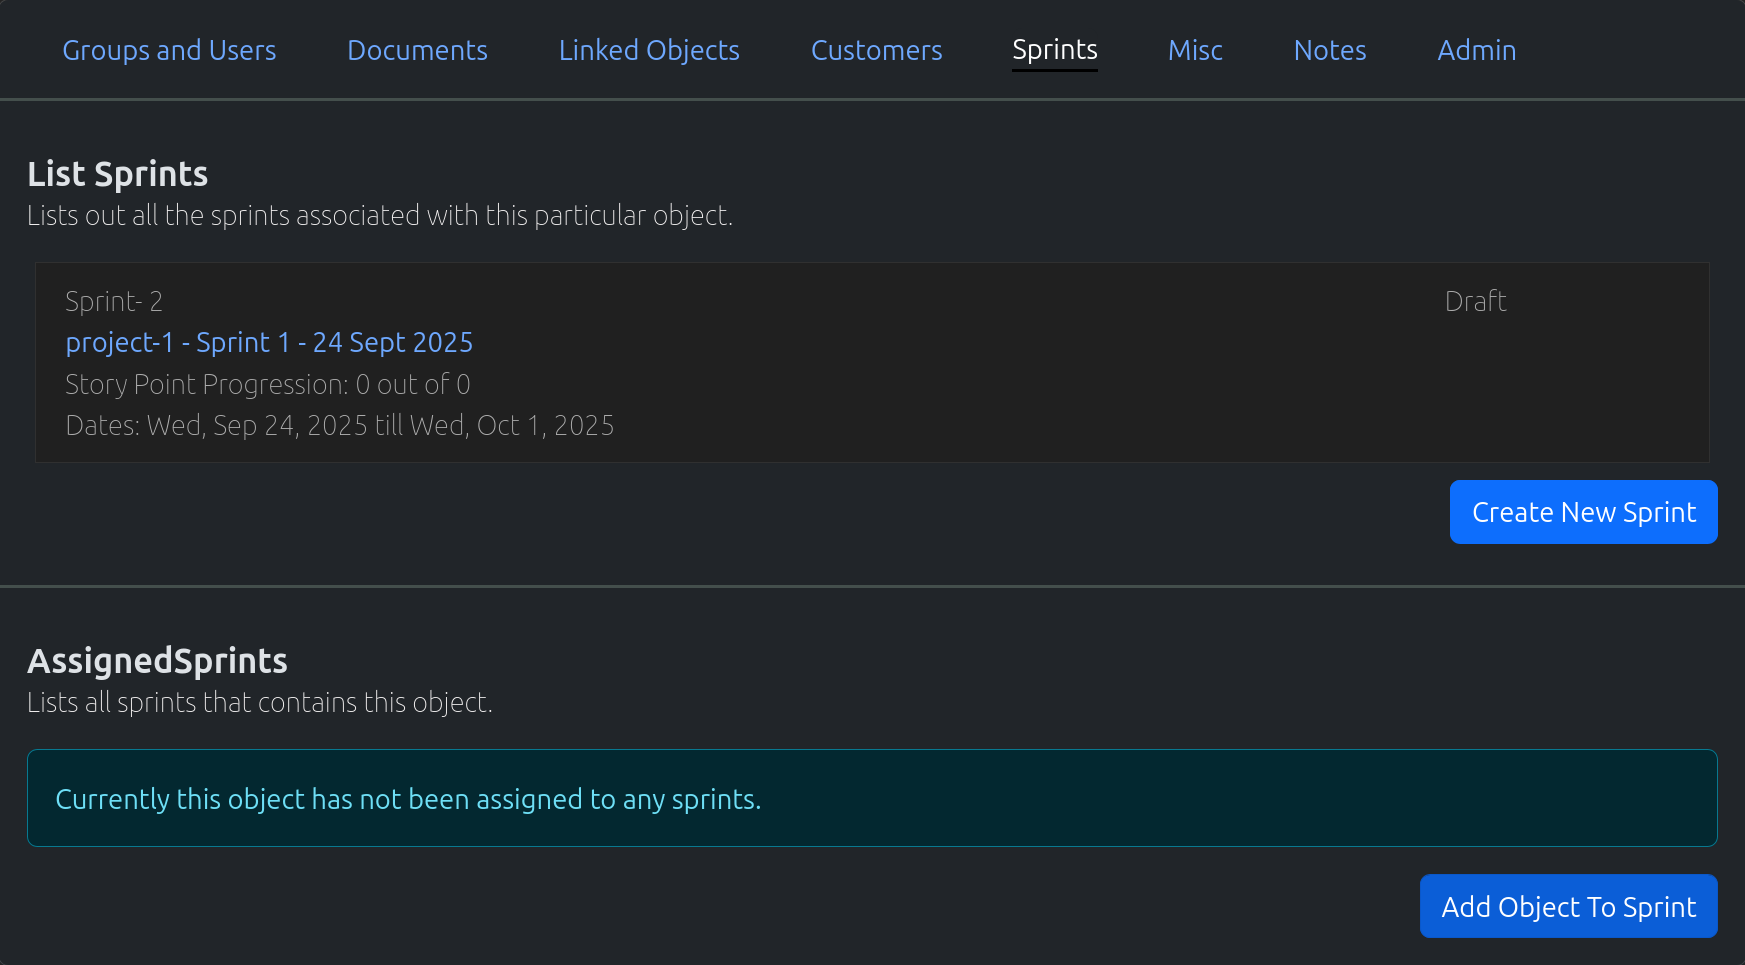 Groups and Users Documents Linked Objects Customers Sprints Misc Notes Admin
List Sprints
Lists out all the sprints associated with this particular object.
Sprint- 2 Draft
project-1 - Sprint 1 - 24 Sept 2025
Story Point Progression: 0 out of 0
Dates: Wed, Sep 24, 2025 till Wed, Oct 1, 2025
Create New Sprint
AssignedSprints
Lists all sprints that contains this object.
Currently this object has not been assigned to any sprints.
Add Object To Sprint